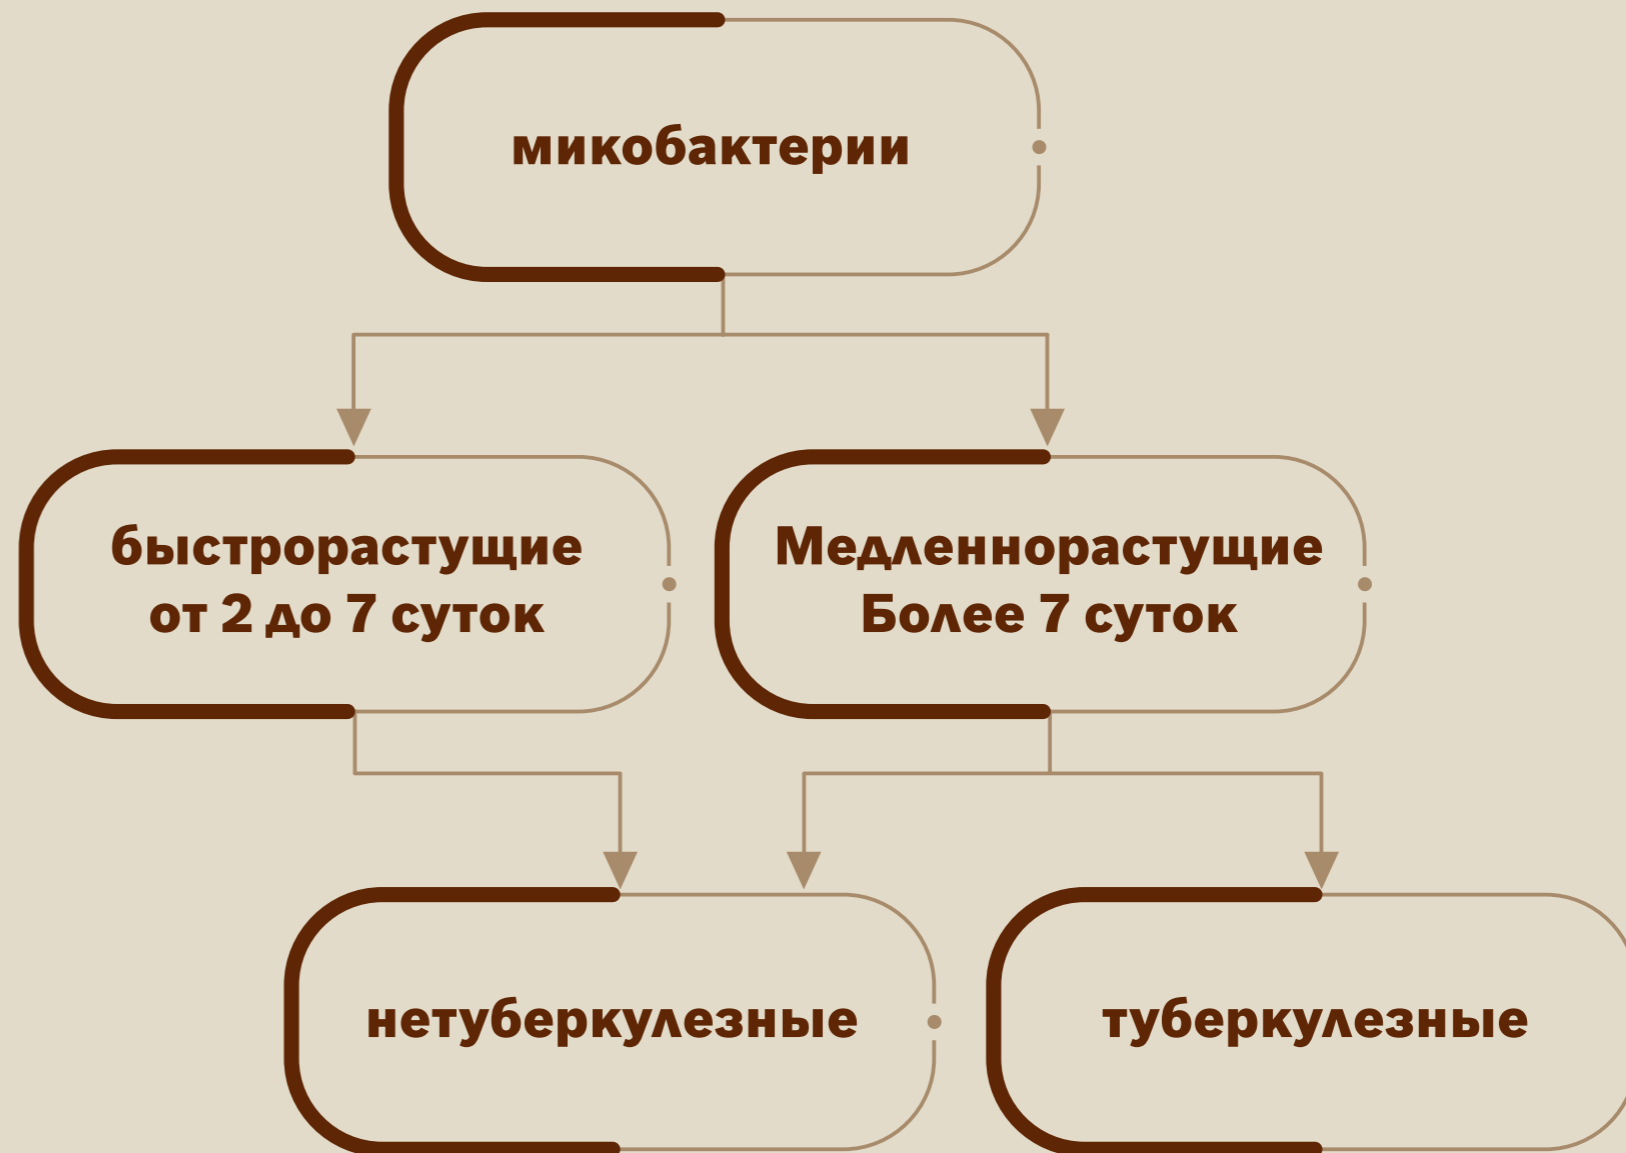 микобактерии
быстрорастущие
от 2 до 7 суток
Медленнорастущие
Более 7 суток
нетуберкулезные
туберкулезные